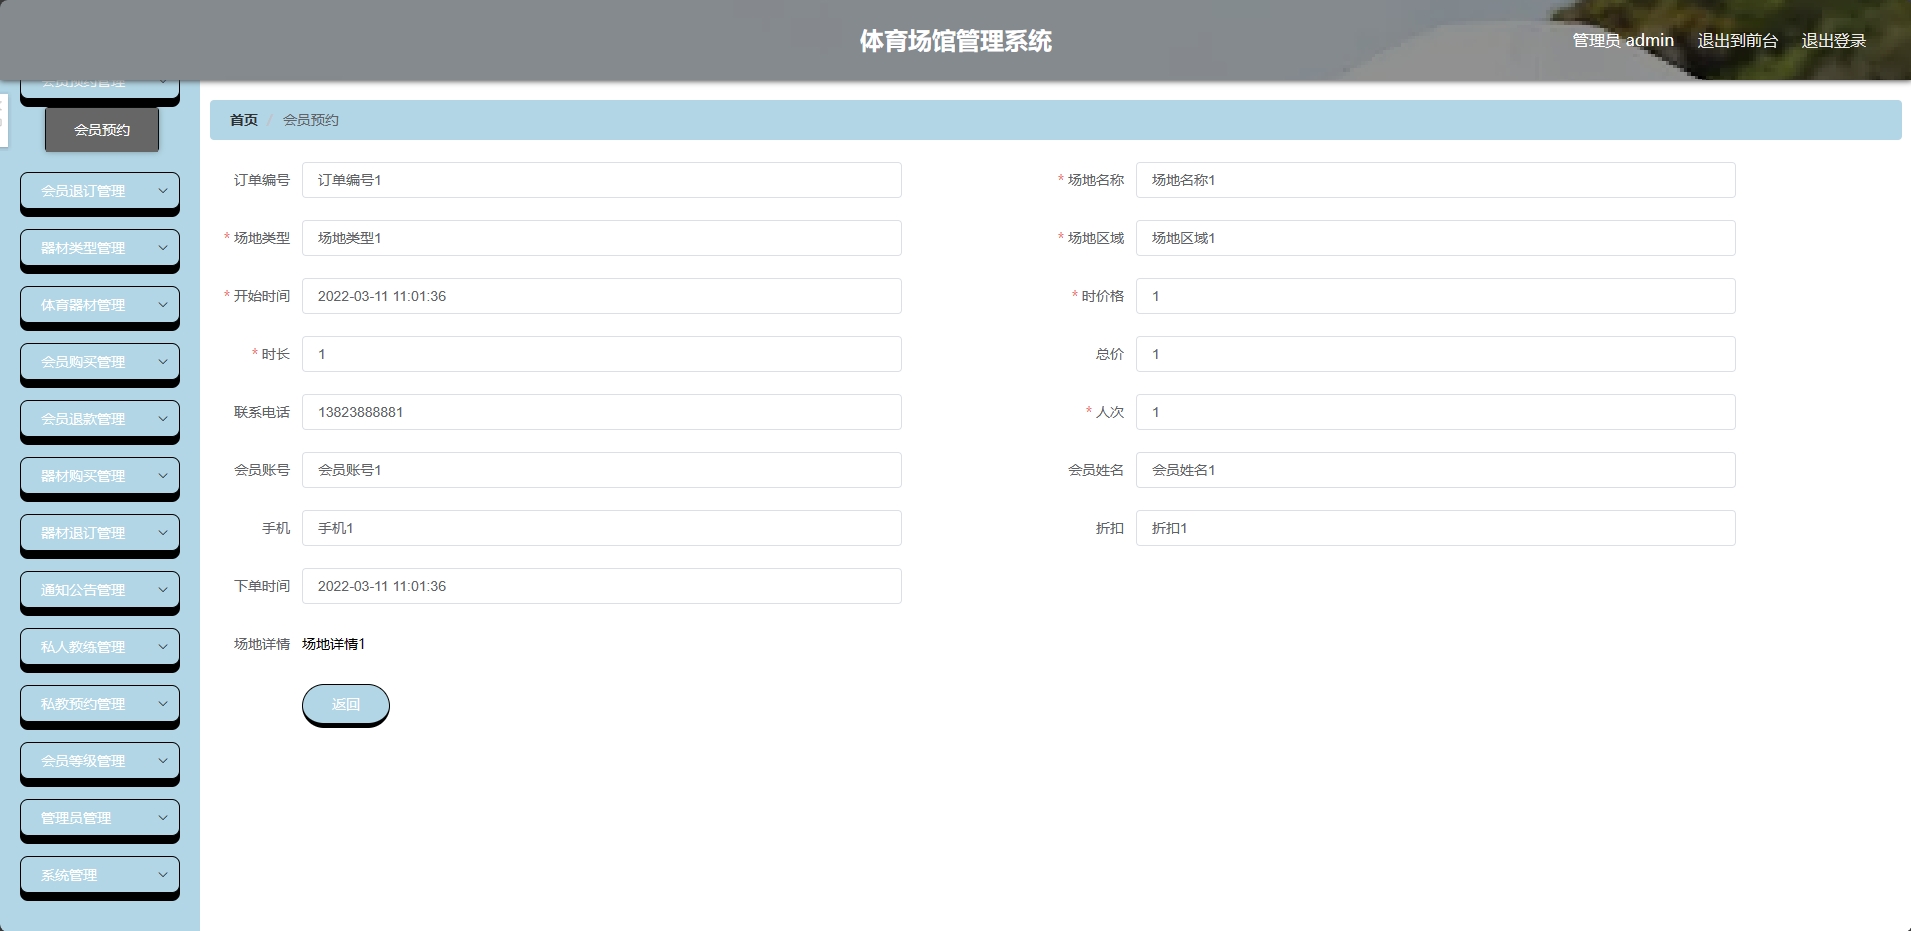 体育场馆管理系统
管理员 admin 退出到前台 退出登录
会员预约管理
会员预约
会员退订管理
器材类型管理
体育器材管理
会员购买管理
会员退款管理
器材购买管理
器材退订管理
通知公告管理
私人教练管理
私教预约管理
会员等级管理
管理员管理
系统管理
首页 / 会员预约
订单编号 订单编号1 * 场地名称 场地名称1
* 场地类型 场地类型1 * 场地区域 场地区域1
* 开始时间 2022-03-11 11:01:36 * 时价格 1
* 时长 1 总价 1
联系电话 13823888881 * 人次 1
会员账号 会员账号1 会员姓名 会员姓名1
手机 手机1 折扣 折扣1
下单时间 2022-03-11 11:01:36
场地详情 场地详情1
返回